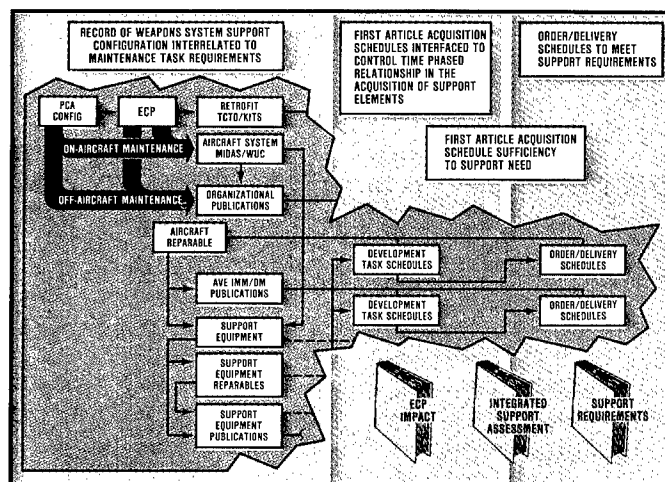 RECORD OF WEAPONS SYSTEM SUPPORT
CONFIGURATION INTERRELATED TO
MAINTENANCE TASK REQUIREMENTS
FIRST ARTICLE ACQUISITION
SCHEDULES INTERFACED TO
CONTROL TIME PHASED
RELATIONSHIP IN THE
ACQUISITION OF SUPPORT
ELEMENTS
ORDER/DELIVERY
SCHEDULES TO MEET
SUPPORT REQUIREMENTS
FIRST ARTICLE ACQUISITION
SCHEDULE SUFFICIENCY
TO SUPPORT NEED
PCA
CONFIG
ECP
RETROFIT
TCTO/KITS
ON-AIRCRAFT MAINTENANCE
AIRCRAFT SYSTEM
MIDAS/WUC
OFF-AIRCRAFT MAINTENANCE
ORGANIZATIONAL
PUBLICATIONS
AIRCRAFT
REPARABLE
DEVELOPMENT
TASK SCHEDULES
ORDER/DELIVERY
SCHEDULES
AVE IMM/DM
PUBLICATIONS
DEVELOPMENT
TASK SCHEDULES
ORDER/DELIVERY
SCHEDULES
SUPPORT
EQUIPMENT
SUPPORT
EQUIPMENT
REPARABLES
SUPPORT
EQUIPMENT
PUBLICATIONS
ECP
IMPACT
INTEGRATED
SUPPORT
ASSESSMENT
SUPPORT
REQUIREMENTS